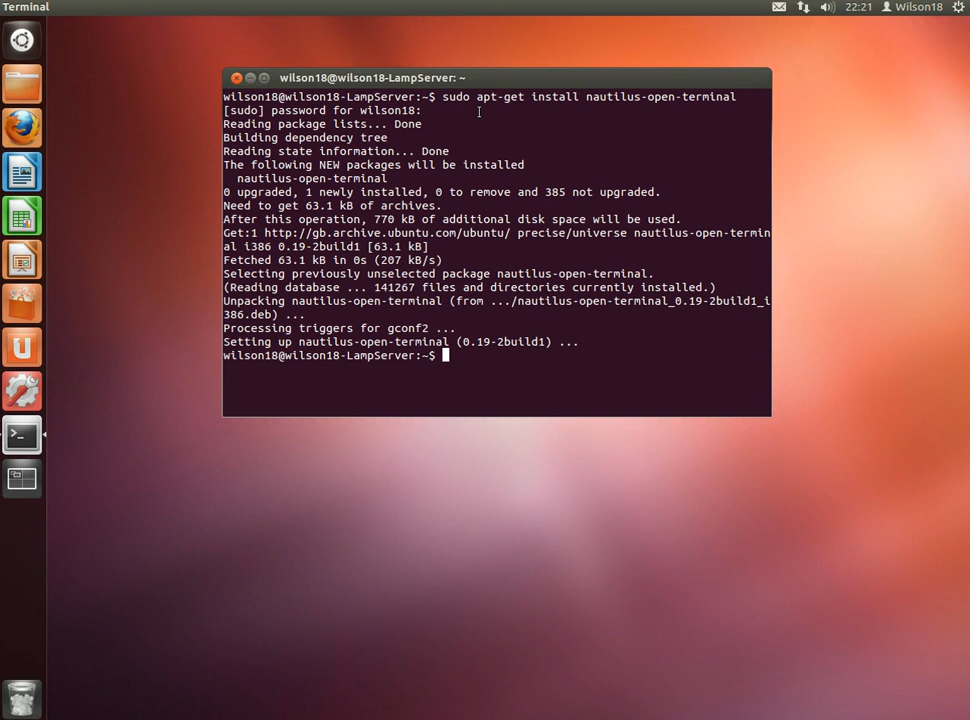 Terminal
22:21
Wilson18
wilson18@wilson18-LampServer: ~
wilson18@wilson18-LampServer:~$ sudo apt-get install nautilus-open-terminal
[sudo] password for wilson18:
Reading package lists... Done
Building dependency tree
Reading state information... Done
The following NEW packages will be installed
  nautilus-open-terminal
0 upgraded, 1 newly installed, 0 to remove and 385 not upgraded.
Need to get 63.1 kB of archives.
After this operation, 770 kB of additional disk space will be used.
Get:1 http://gb.archive.ubuntu.com/ubuntu/ precise/universe nautilus-open-termin
al i386 0.19-2build1 [63.1 kB]
Fetched 63.1 kB in 0s (207 kB/s)
Selecting previously unselected package nautilus-open-terminal.
(Reading database ... 141267 files and directories currently installed.)
Unpacking nautilus-open-terminal (from .../nautilus-open-terminal_0.19-2build1_i
386.deb) ...
Processing triggers for gconf2 ...
Setting up nautilus-open-terminal (0.19-2build1) ...
wilson18@wilson18-LampServer:~$